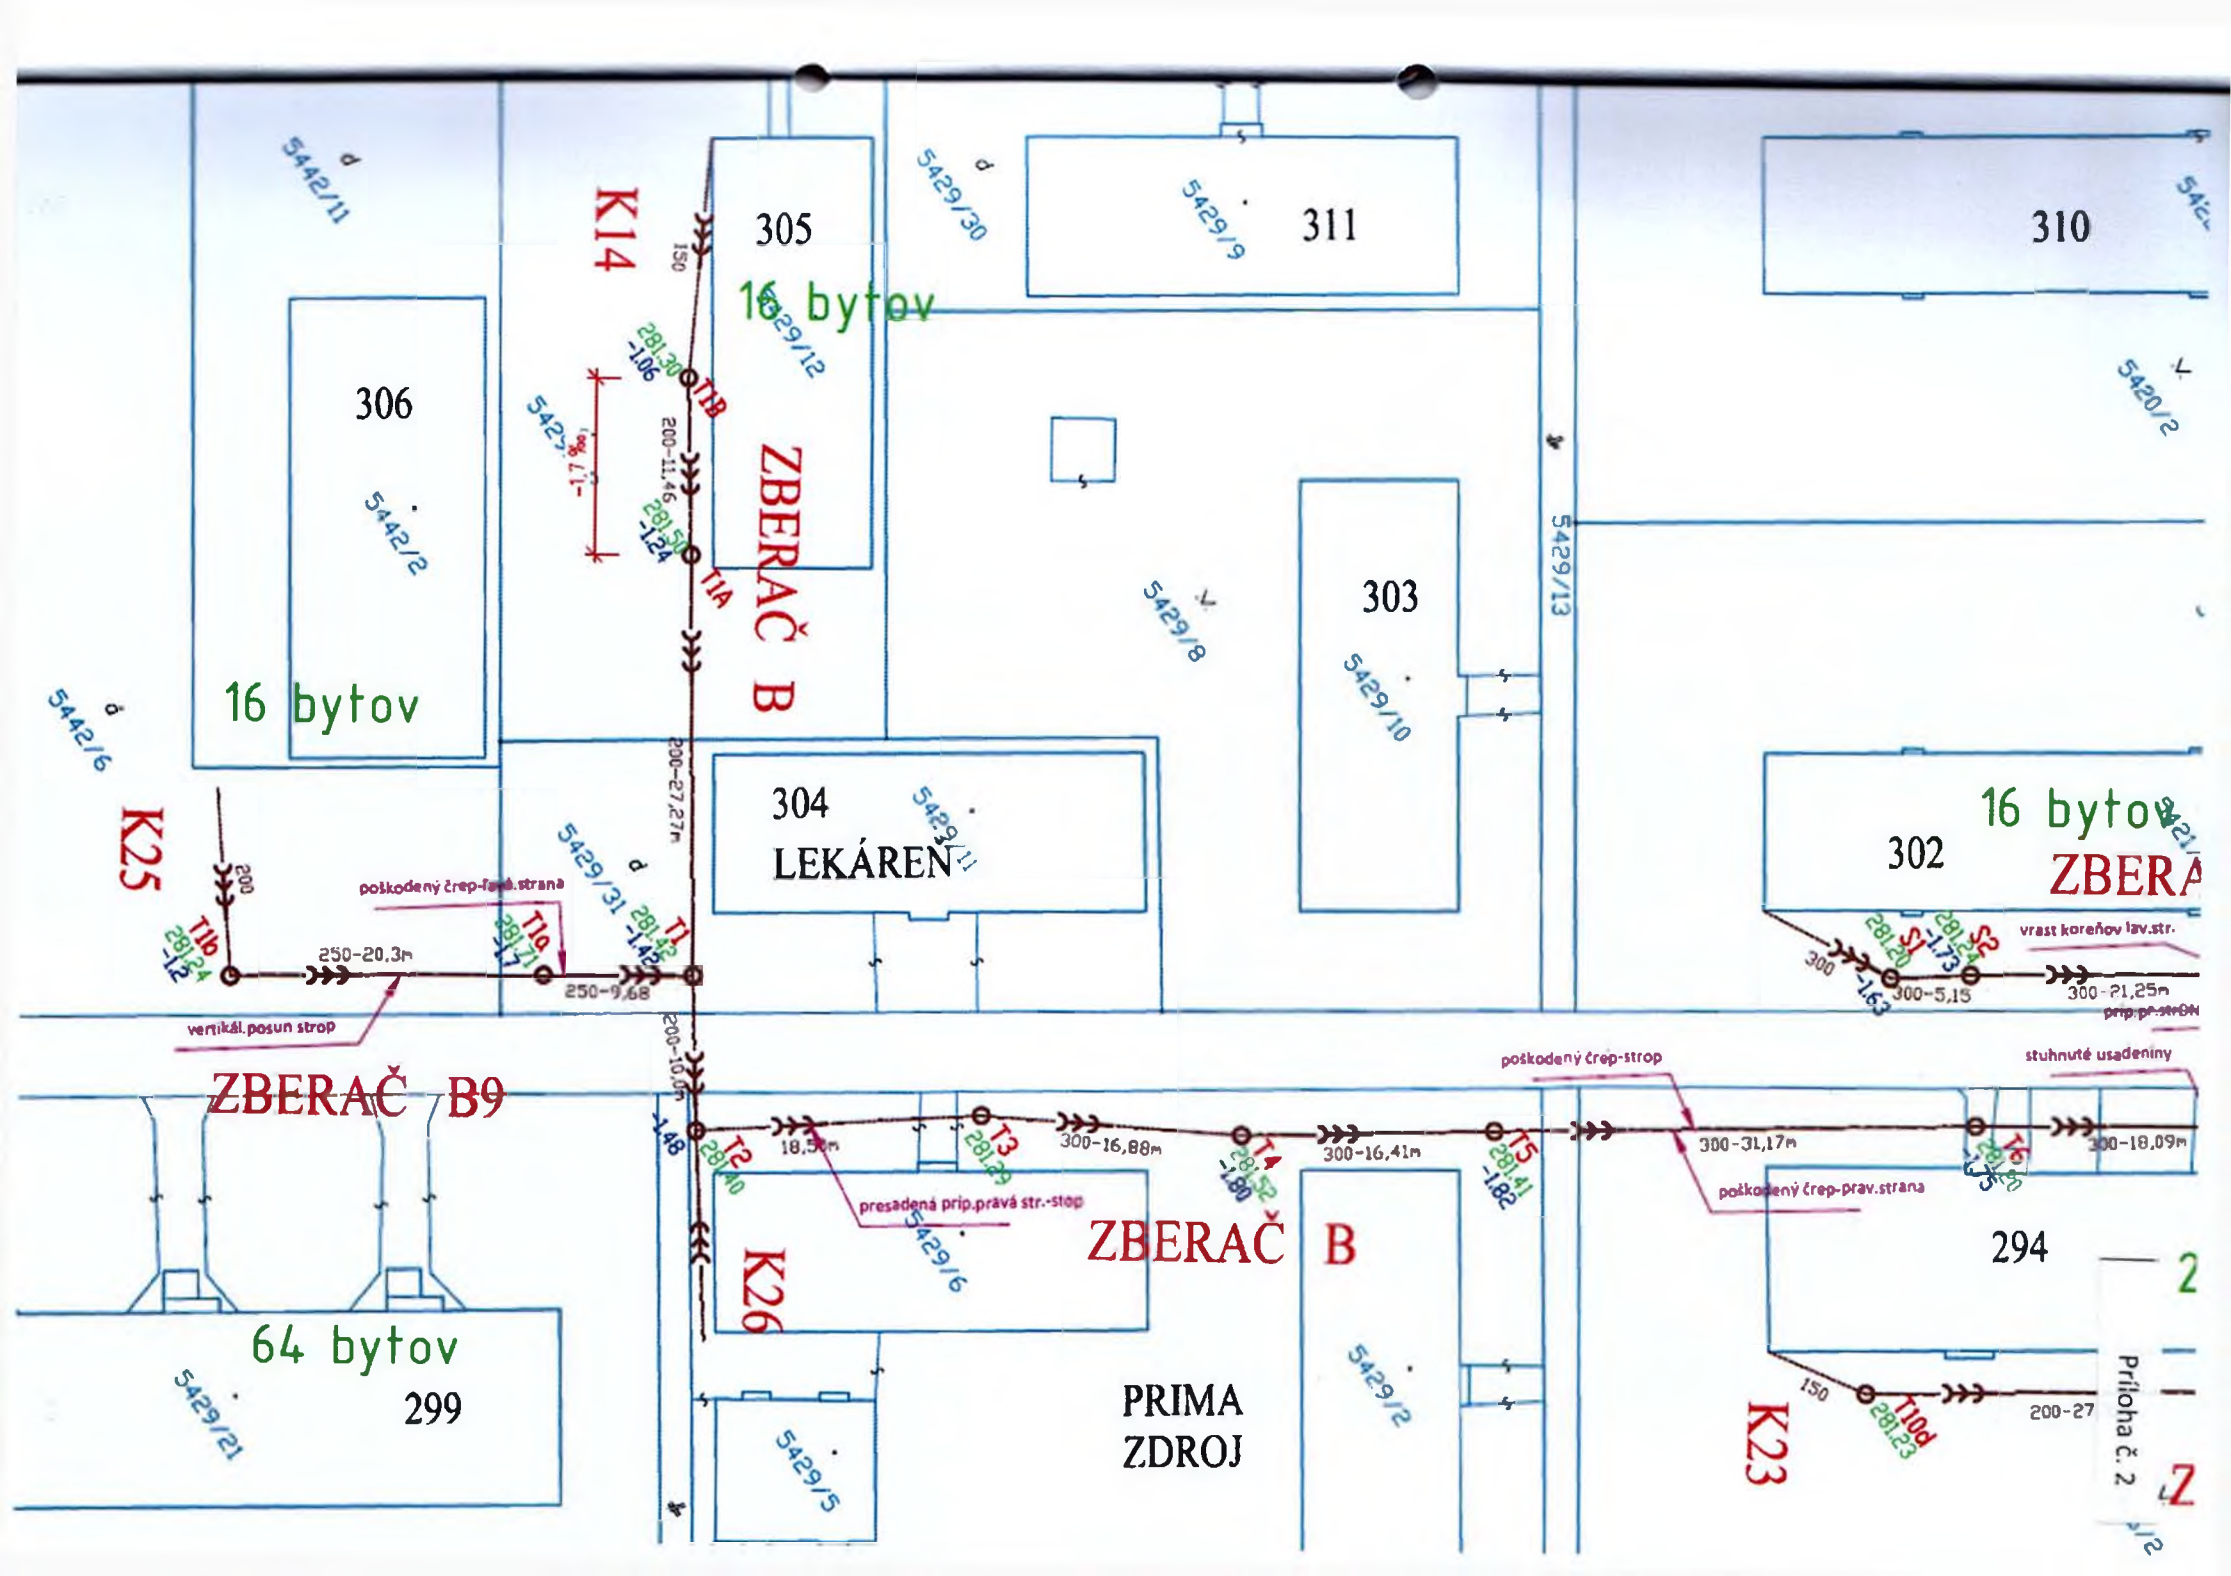 5442/11
d
K14
305
150
16 bytov
5429/12
5429/30
d
5429/9
311
310
306
5442/2
281.30
-1.06
T1B
200-11,46
281.50
-1.24
T1A
ZBERAČ B
5429/8
303
5429/10
5429/13
5420/2
16 bytov
5442/6
d
K25
200
T1b
281.24
-1.2
250-20.3m
poškodený črep-ľavá.strana
T1a
281.71
-1.7
250-9,68
5429/31
d
281.42
-1.42
T1
200-27,27m
304
LEKÁREŇ
5429/11
302
16 bytov
ZBERA
300
S1
281.20
-1.63
S2
281.24
-1.73
300-5,15
vrast koreňov lav.str.
300-21,25m
vertikál.posun strop
ZBERAČ B9
200-10,0m
-1.48
T2
281.40
T3
281.29
300-16,88m
T4
281.52
-1.80
300-16,41m
T5
281.41
-1.82
poškodený črep-strop
300-31,17m
poškodený črep-prav.strana
stuhnuté usadeniny
T6
-1.75
300-18,09m
presadená príp.pravá str.-stop
5429/6
ZBERAČ B
K26
294
2
64 bytov
299
5429/21
5429/5
PRIMA
ZDROJ
5429/2
K23
150
T10d
281.23
200-27
Príloha č. 2
Z